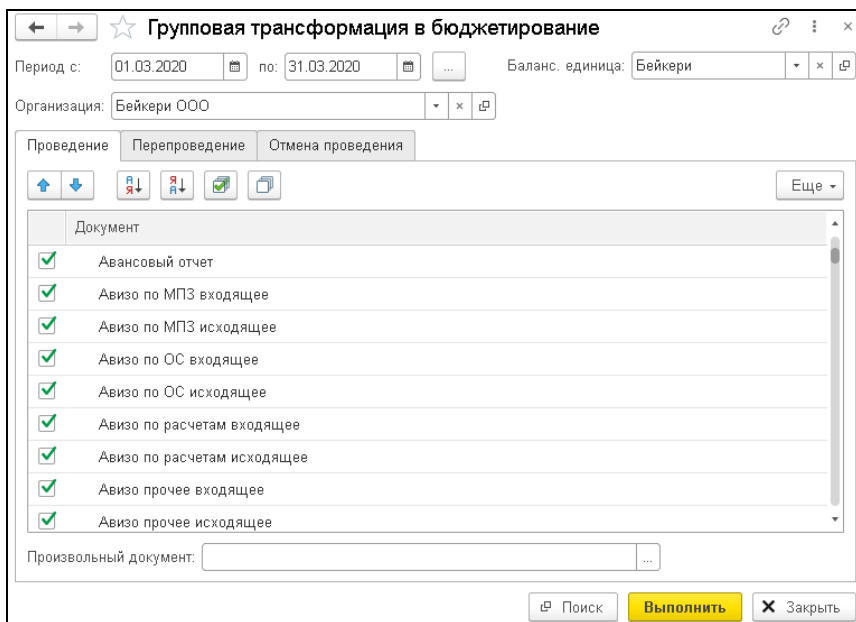 Групповая трансформация в бюджетирование
Период с: 01.03.2020 по: 31.03.2020 ... Баланс. единица: Бейкери
Организация: Бейкери ООО
Проведение Перепроведение Отмена проведения
Еще
Документ
Авансовый отчет
Авизо по МПЗ входящее
Авизо по МПЗ исходящее
Авизо по ОС входящее
Авизо по ОС исходящее
Авизо по расчетам входящее
Авизо по расчетам исходящее
Авизо прочее входящее
Авизо прочее исходящее
Произвольный документ: ...
Поиск Выполнить Закрыть